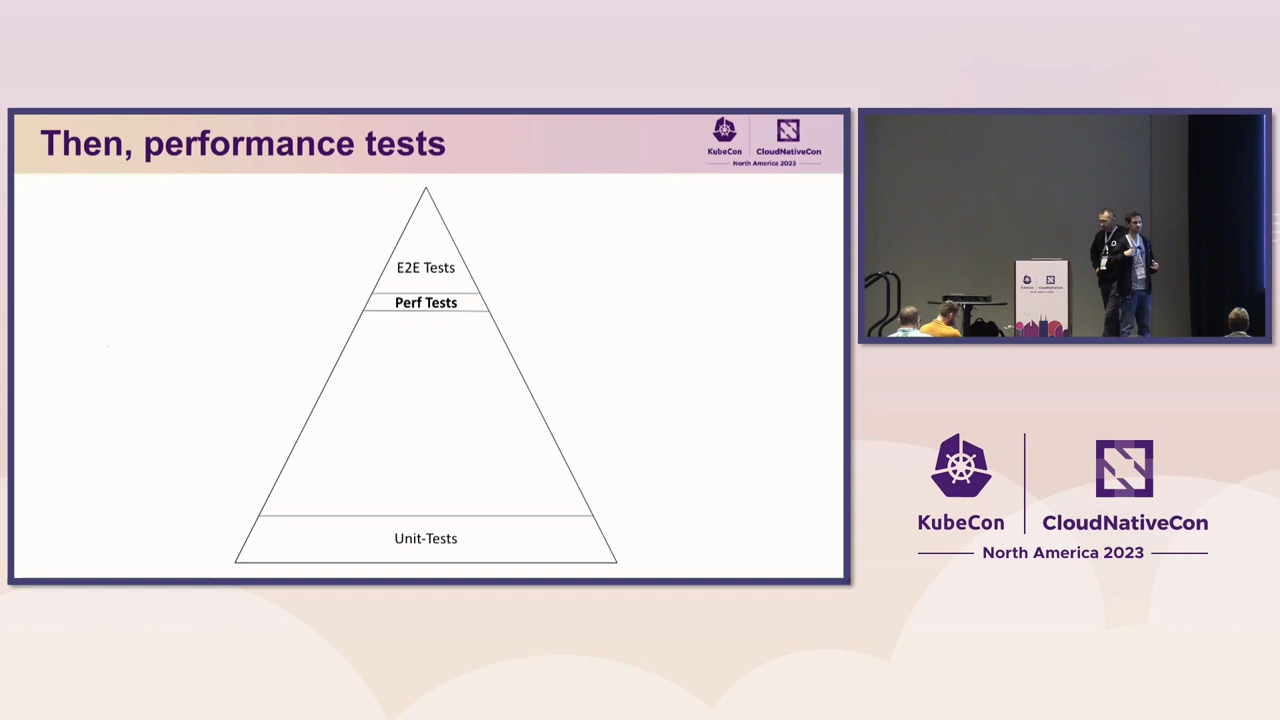 Then, performance tests
KubeCon
CloudNativeCon
North America 2023
E2E Tests
Perf Tests
Unit-Tests
KubeCon
CloudNativeCon
North America 2023